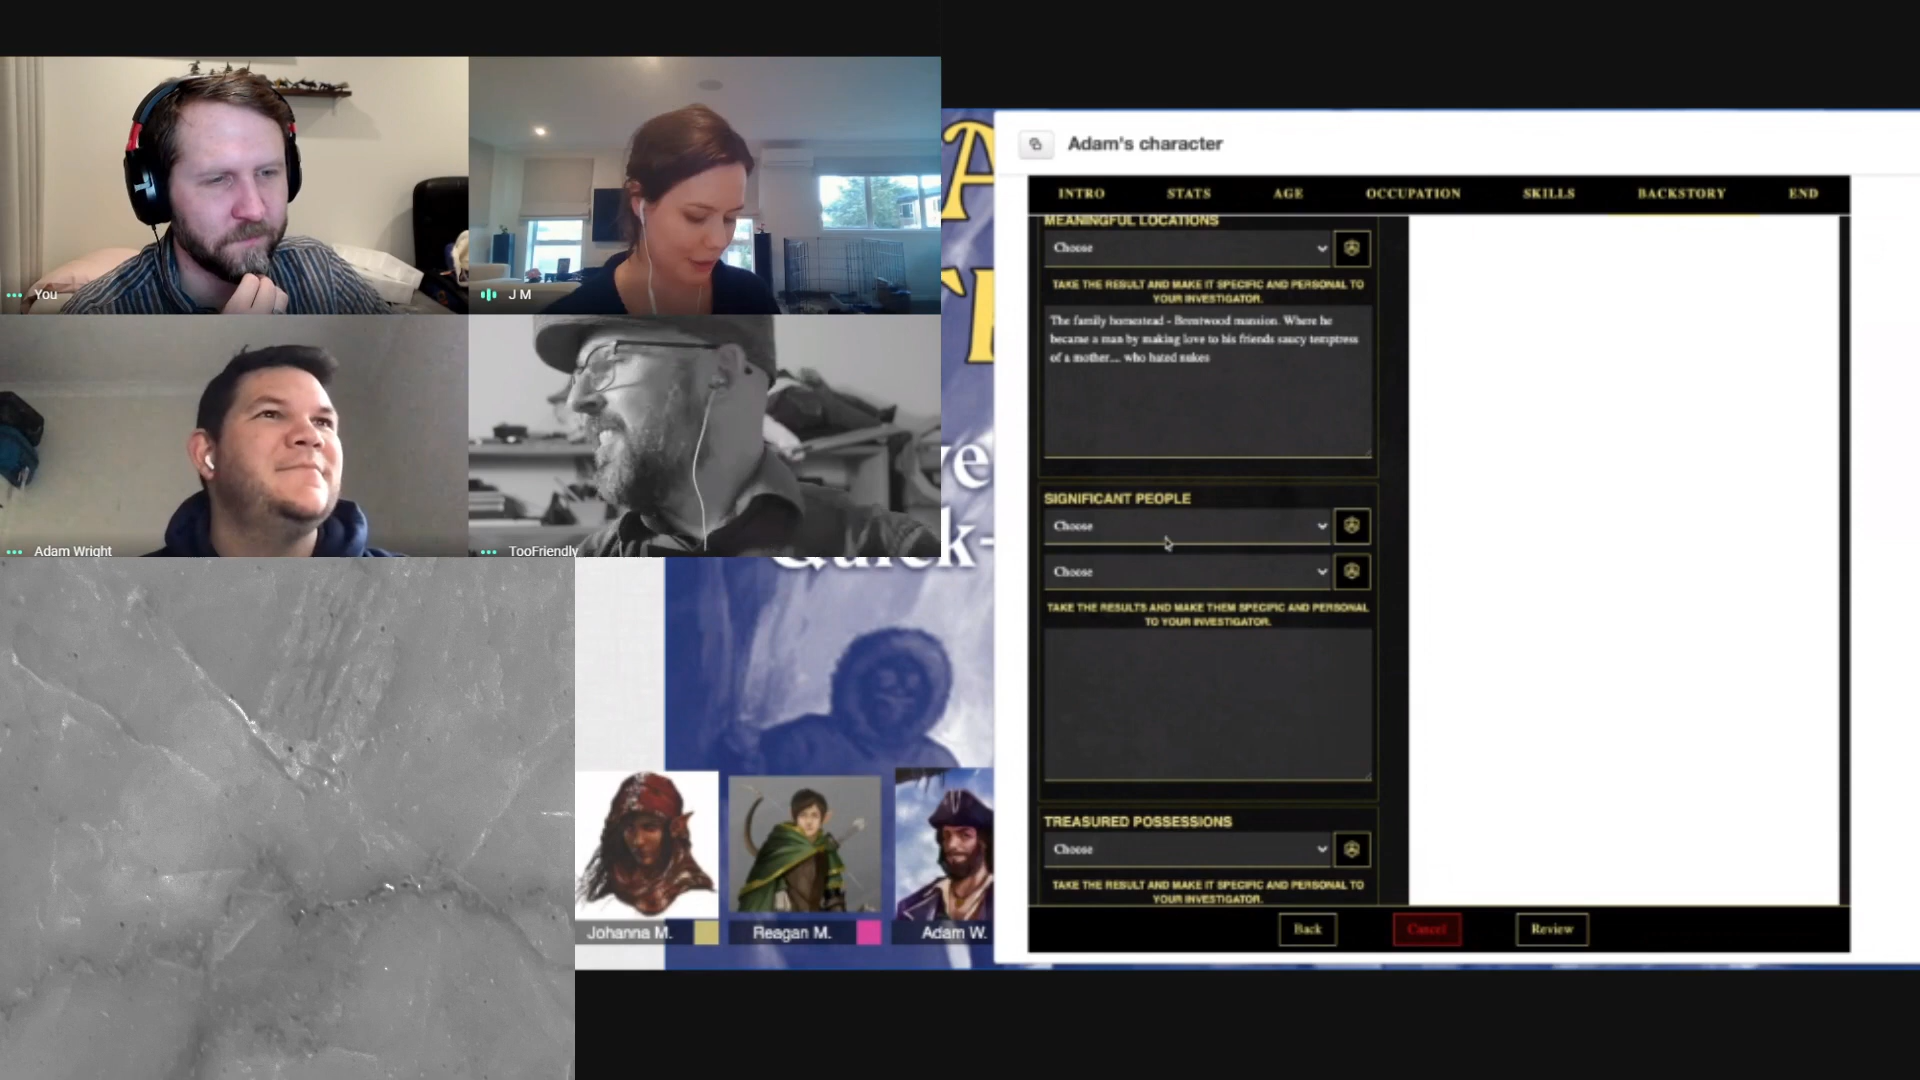 You
J M
Adam Wright
TooFriendly
Adam's character
INTRO STATS AGE OCCUPATION SKILLS BACKSTORY END
MEANINGFUL LOCATIONS
Choose
TAKE THE RESULT AND MAKE IT SPECIFIC AND PERSONAL TO
YOUR INVESTIGATOR.
The family homestead - Brentwood mansion. Where he
became a man by making love to his friends saucy temptress
of a mother.... who hated nukes
SIGNIFICANT PEOPLE
Choose
Choose
TAKE THE RESULTS AND MAKE THEM SPECIFIC AND PERSONAL
TO YOUR INVESTIGATOR.
TREASURED POSSESSIONS
Choose
TAKE THE RESULT AND MAKE IT SPECIFIC AND PERSONAL TO
YOUR INVESTIGATOR.
Back Cancel Review
Johanna M. Reagan M. Adam W.